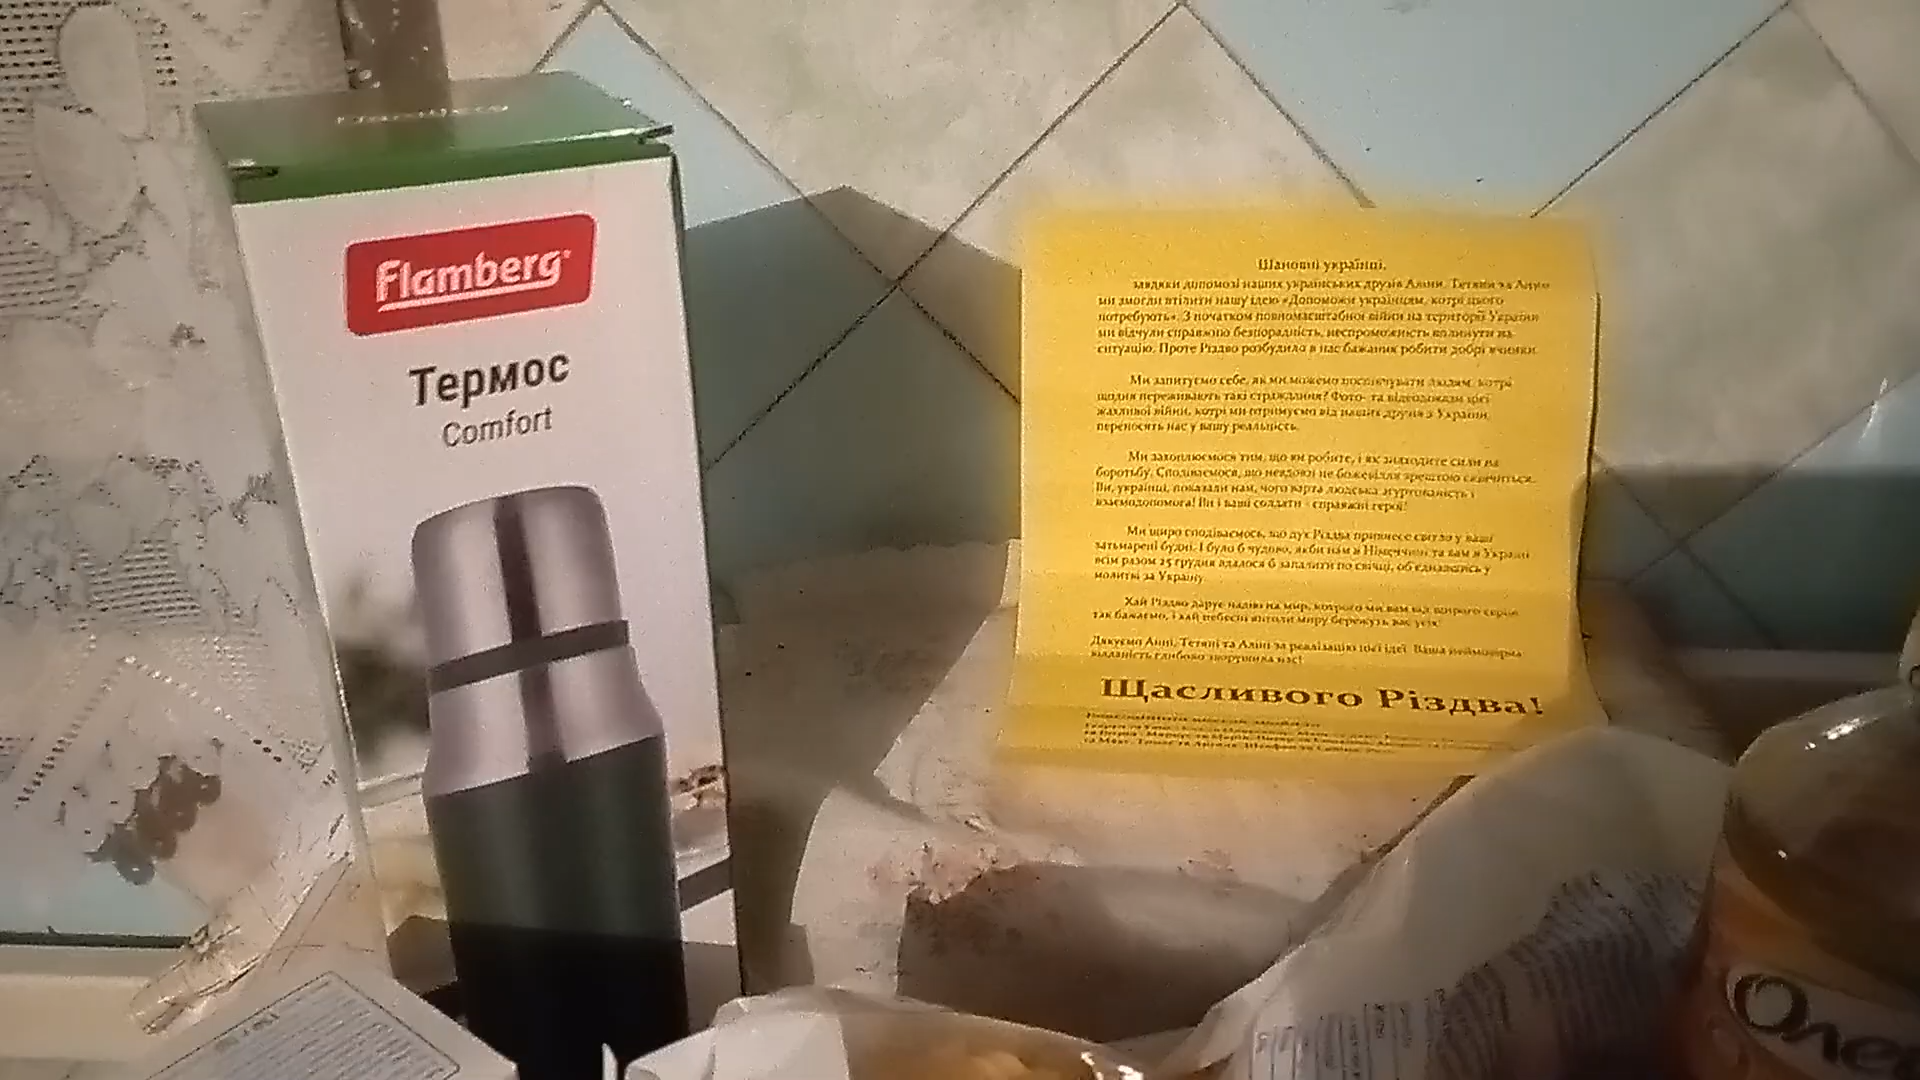 Flamberg
Термос
Comfort
Шановні українці,
завдяки допомозі наших українських друзів Аліни, Тетяни та Анни
ми змогли втілити нашу ідею «Допоможи українцям, котрі цього
потребують». З початком повномасштабної війни на території України
ми відчули справжню безпорадність, неспроможність вплинути на
ситуацію. Проте Різдво розбудило в нас бажання робити добрі вчинки.
Ми запитуємо себе, як ми можемо поспівчувати людям, котрі
щодня переживають такі страждання? Фото- та відеодокази цієї
жахливої війни, котрі ми отримуємо від наших друзів з України,
переносять нас у вашу реальність.
Ми захоплюємося тим, що ви робите, і як знаходите сили на
боротьбу. Сподіваємося, що невдовзі це божевілля врештою скінчиться.
Ви, українці, показали нам, чого варта людська згуртованість і
взаємодопомога! Ви і ваші солдати - справжні герої!
Ми щиро сподіваємось, що дух Різдва принесе світло у ваші
затьмарені будні. І було б чудово, якби нам в Німеччині та вам в Україні
всім разом 25 грудня вдалося б запалити по свічці, об'єднавшись у
молитві за Україну.
Хай Різдво дарує надію на мир, котрого ми вам від щирого серця
так бажаємо, і хай небесні янголи миру бережуть вас усіх!
Дякуємо Анні, Тетяні та Аліні за реалізацію цієї ідеї. Ваша неймовірна
відданість глибоко зворушила нас!
Щасливого Різдва!